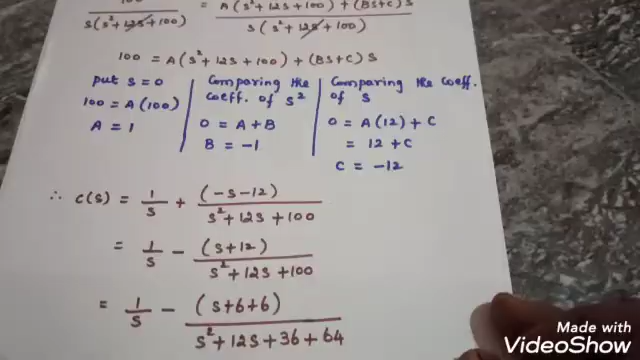 100/(s(s²+12s+100)) = (A(s²+12s+100)+(Bs+C)s)/(s(s²+12s+100))
100 = A(s²+12s+100)+(Bs+C)s
put s=0
100=A(100)
A=1
Comparing the
coeff. of s²
0=A+B
B=-1
Comparing the coeff.
of s
0=A(12)+C
=12+C
C=-12
∴ C(s) = 1/s + (-s-12)/(s²+12s+100)
= 1/s - (s+12)/(s²+12s+100)
= 1/s - (s+6+6)/(s²+12s+36+64)
Made with
VideoShow